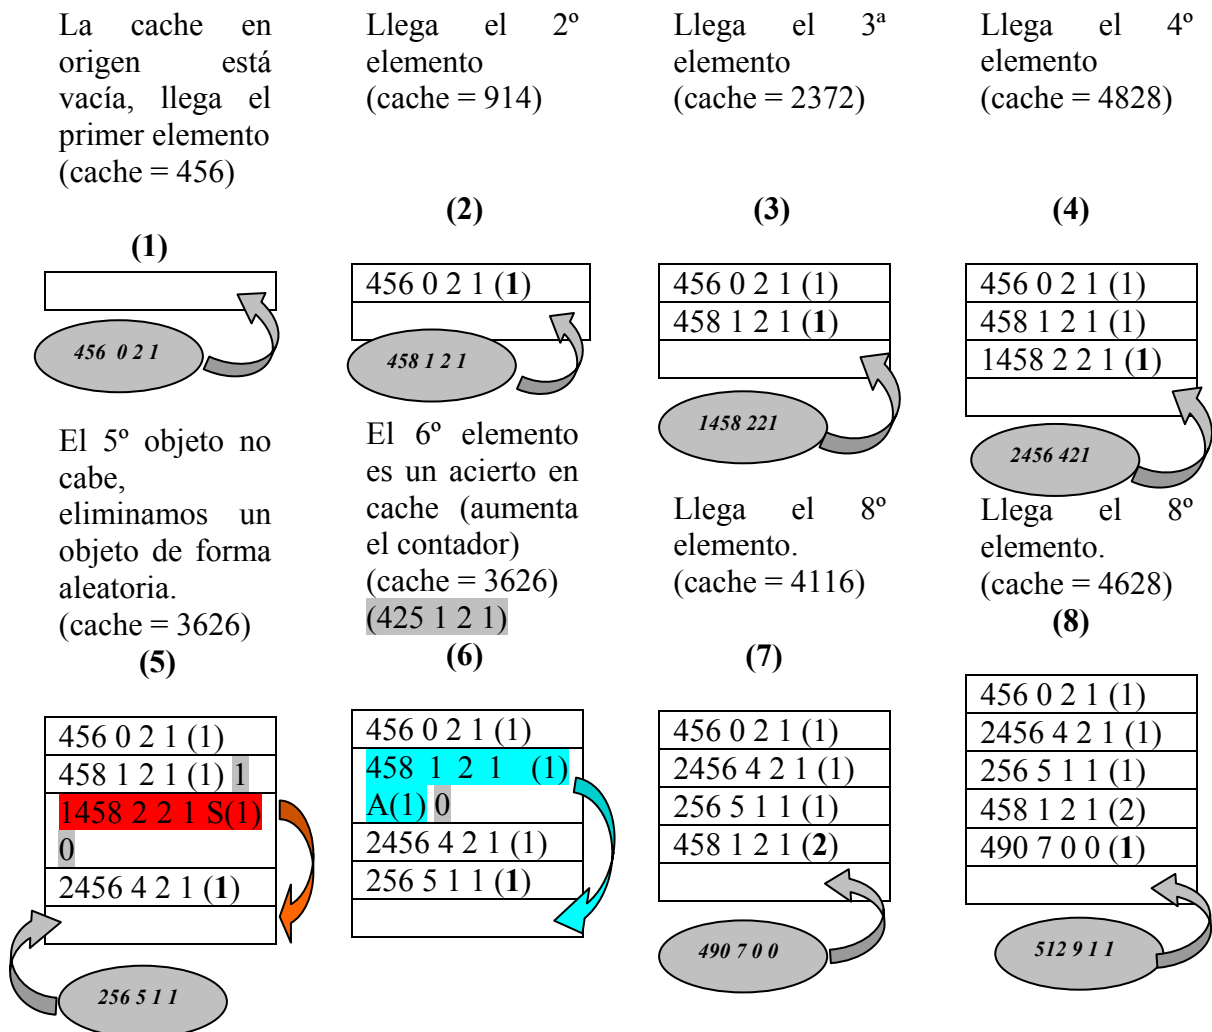 La cache en
origen está
vacía, llega el
primer elemento
(cache = 456)
(1)
456 0 2 1
Llega el 2º
elemento
(cache = 914)
(2)
456 0 2 1 (1)
458 1 2 1
Llega el 3ª
elemento
(cache = 2372)
(3)
456 0 2 1 (1)
458 1 2 1 (1)
1458 221
Llega el 4º
elemento
(cache = 4828)
(4)
456 0 2 1 (1)
458 1 2 1 (1)
1458 2 2 1 (1)
2456 421
El 5º objeto no
cabe,
eliminamos un
objeto de forma
aleatoria.
(cache = 3626)
(5)
456 0 2 1 (1)
458 1 2 1 (1) 1
1458 2 2 1 S(1)
0
2456 4 2 1 (1)
256 5 1 1
El 6º elemento
es un acierto en
cache (aumenta
el contador)
(cache = 3626)
(425 1 2 1)
(6)
456 0 2 1 (1)
458 1 2 1 (1)
A(1) 0
2456 4 2 1 (1)
256 5 1 1 (1)
Llega el 8º
elemento.
(cache = 4116)
(7)
456 0 2 1 (1)
2456 4 2 1 (1)
256 5 1 1 (1)
458 1 2 1 (2)
490 7 0 0
Llega el 8º
elemento.
(cache = 4628)
(8)
456 0 2 1 (1)
2456 4 2 1 (1)
256 5 1 1 (1)
458 1 2 1 (2)
490 7 0 0 (1)
512 9 1 1